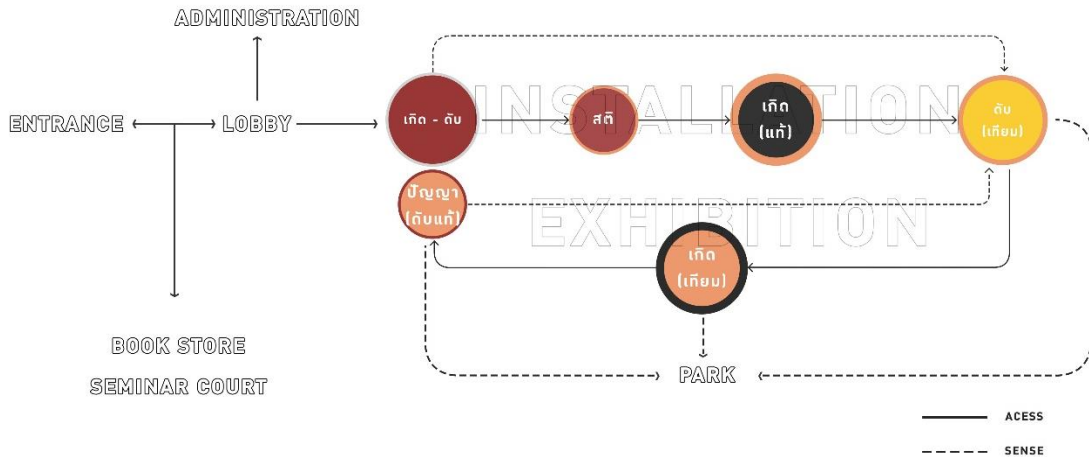 ADMINISTRATION
ENTRANCE
LOBBY
INSTALLATION
เกิด - ดับ
สติ
เกิด
(แท้)
ดับ
(เทียม)
ปัญญา
(ดับแท้)
EXHIBITION
เกิด
(เทียม)
BOOK STORE
SEMINAR COURT
PARK
ACESS
SENSE